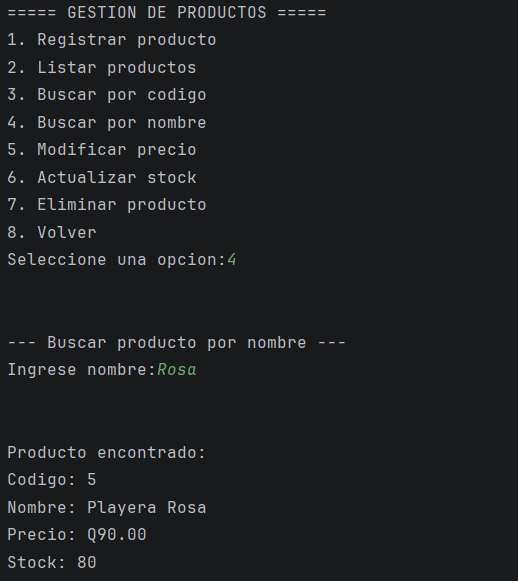 ===== GESTION DE PRODUCTOS =====
1. Registrar producto
2. Listar productos
3. Buscar por codigo
4. Buscar por nombre
5. Modificar precio
6. Actualizar stock
7. Eliminar producto
8. Volver
Seleccione una opcion:4
--- Buscar producto por nombre ---
Ingrese nombre:Rosa
Producto encontrado:
Codigo: 5
Nombre: Playera Rosa
Precio: Q90.00
Stock: 80